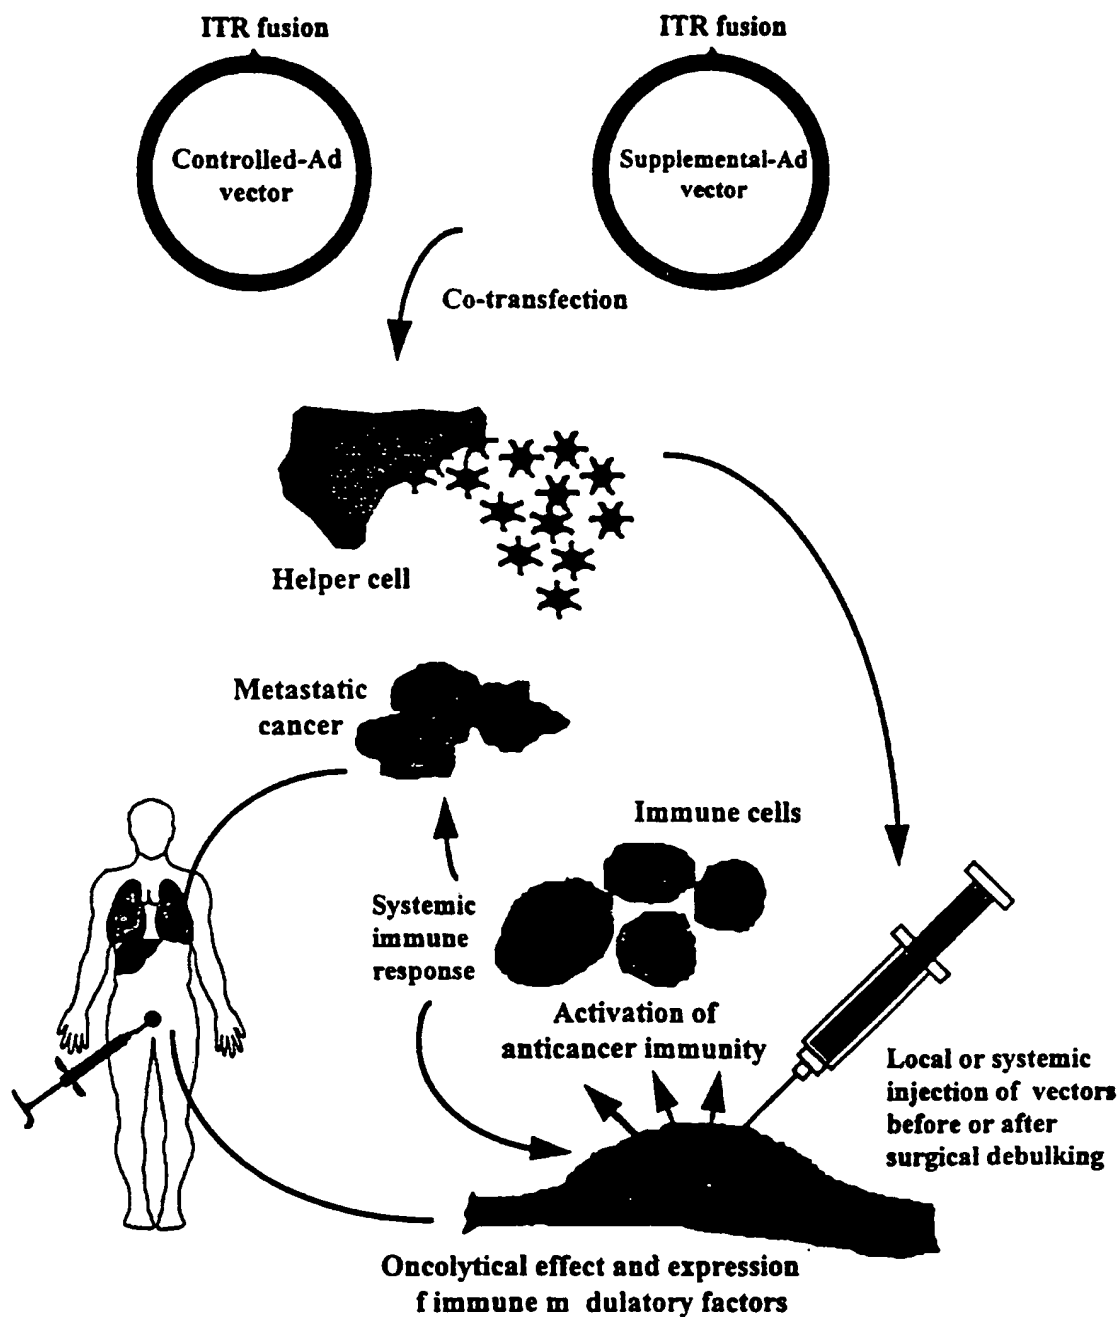 ITR fusion
ITR fusion
Controlled-Ad
vector
Supplemental-Ad
vector
Co-transfection
Helper cell
Metastatic
cancer
Immune cells
Systemic
immune
response
Activation of
anticancer immunity
Local or systemic
injection of vectors
before or after
surgical debulking
Oncolytical effect and expression
f immune m dulatory factors